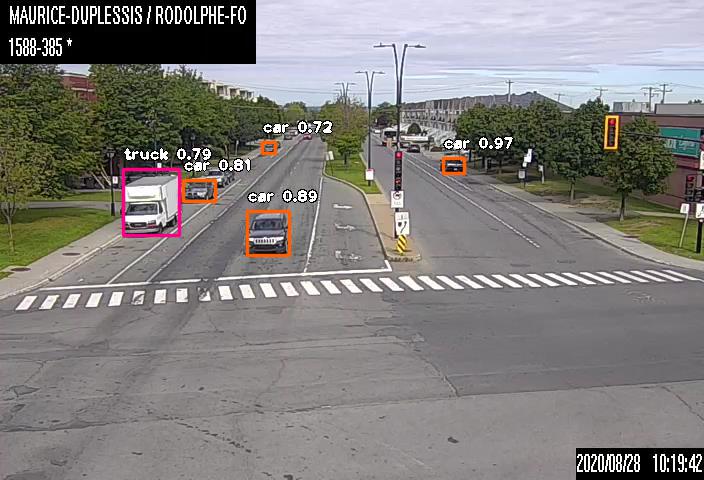 MAURICE-DUPLESSIS / RODOLPHE-FO
1588-385 *
car 0.72
truck 0.79
car 0.81
car 0.97
car 0.89
2020/08/28 10:19:42